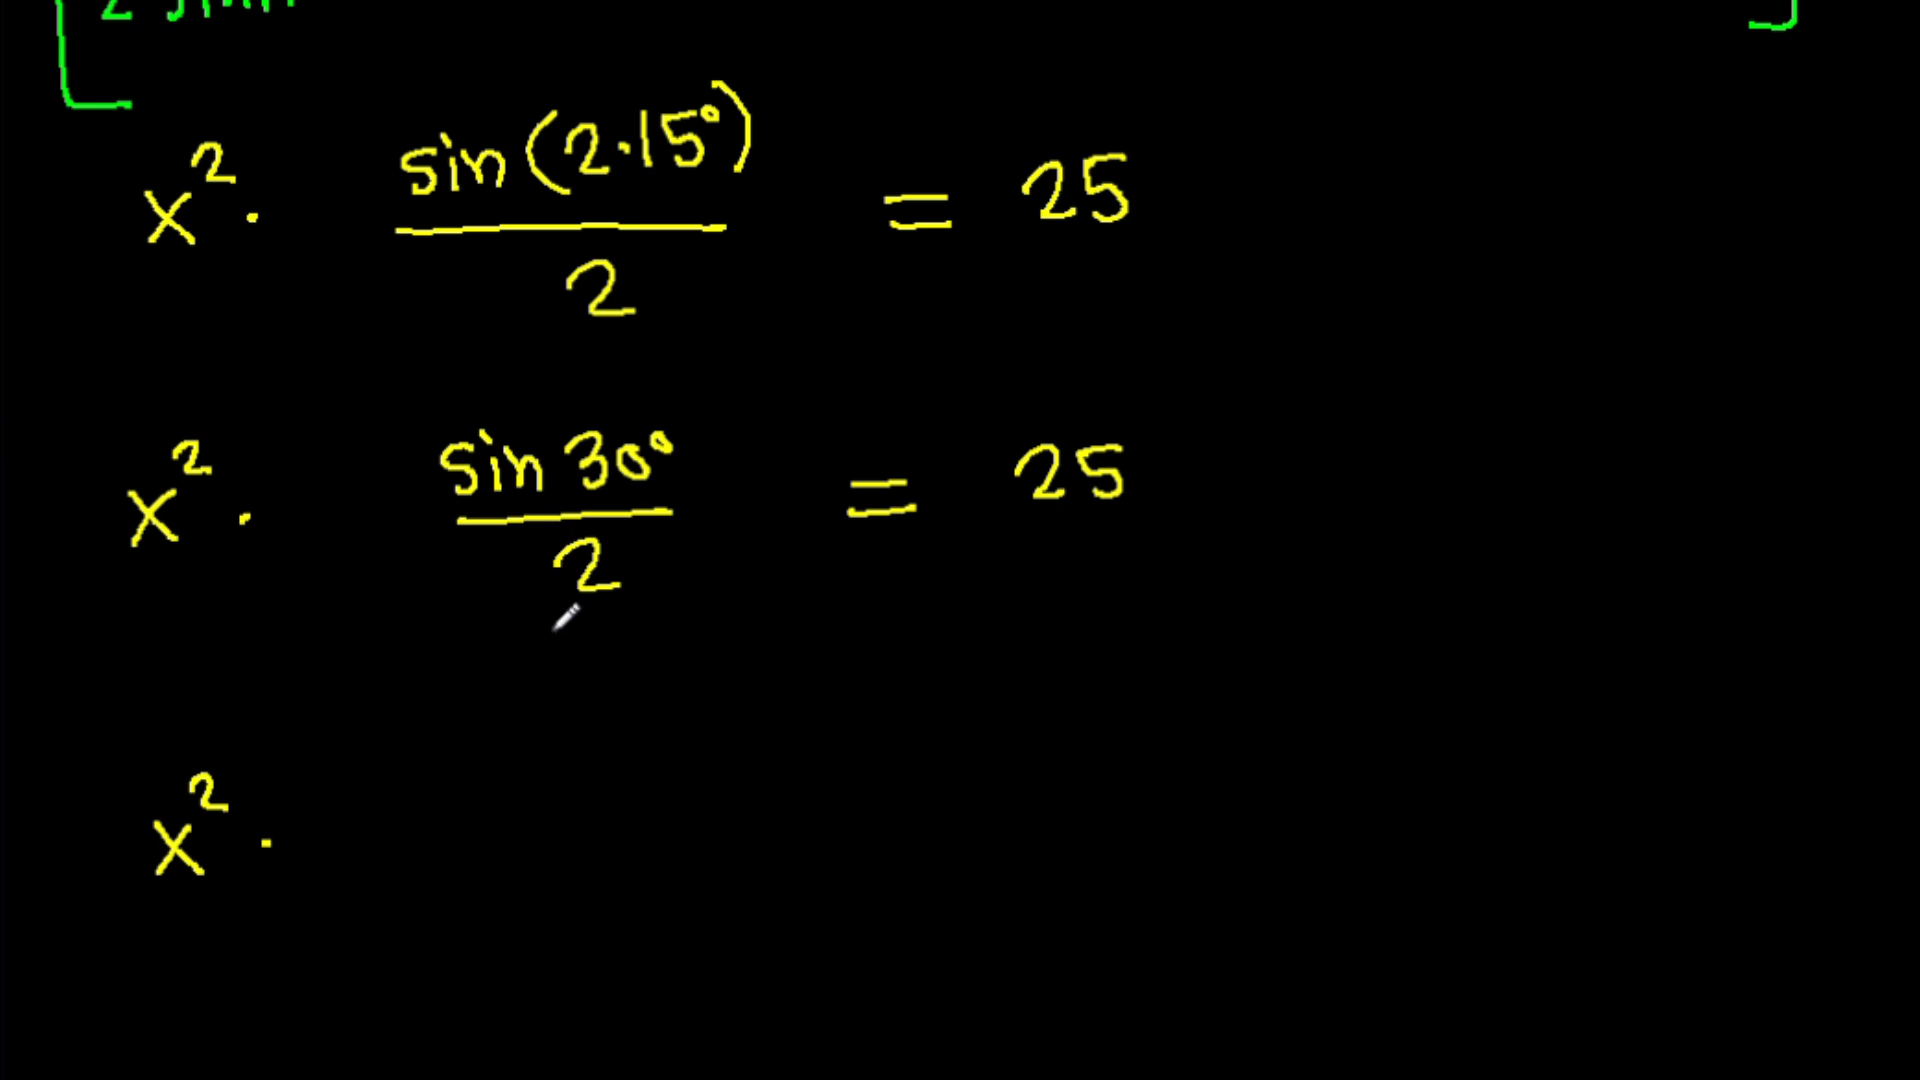 x² · sin(2·15°) / 2 = 25
x² · sin 30° / 2 = 25
x² ·